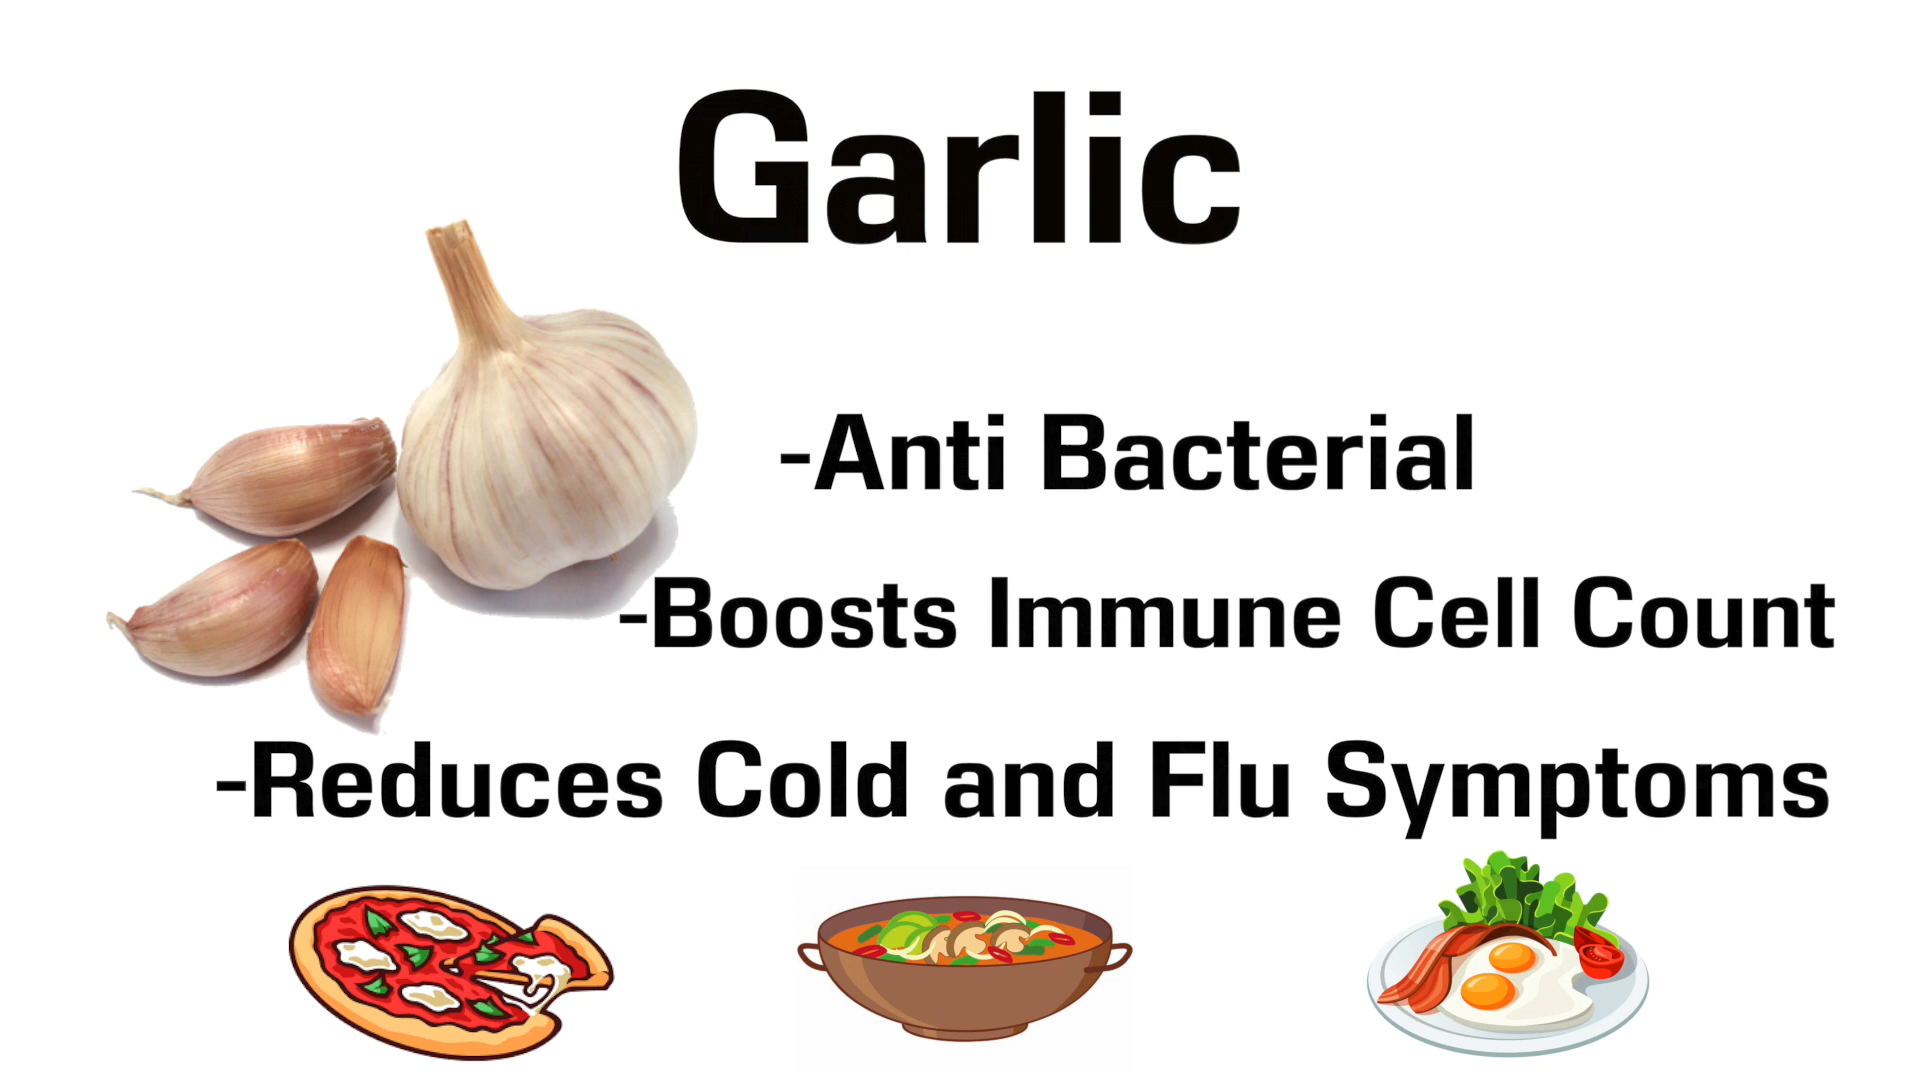 Garlic
-Anti Bacterial
-Boosts Immune Cell Count
-Reduces Cold and Flu Symptoms